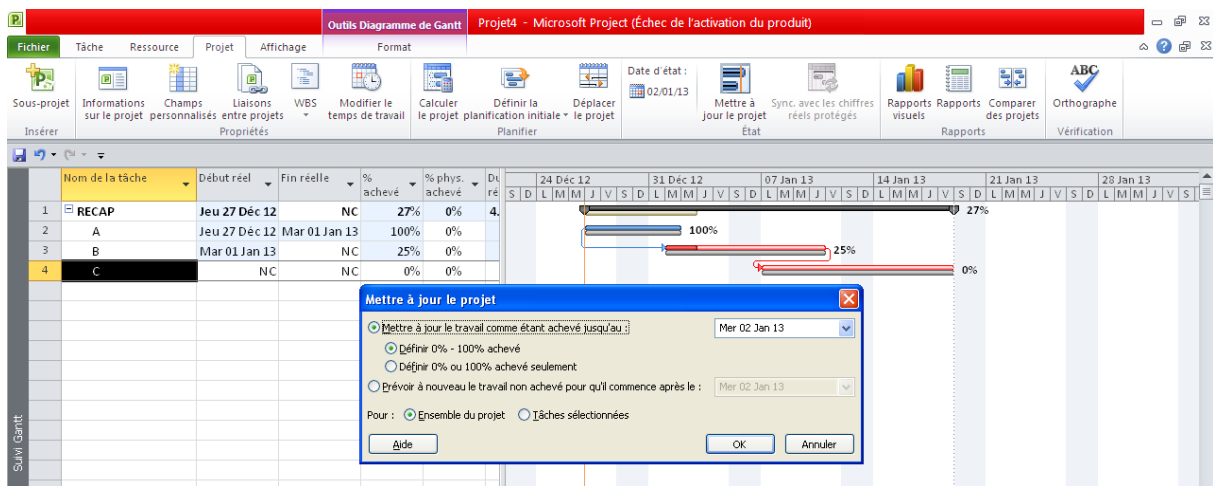 P
Outils Diagramme de Gantt Projet4 - Microsoft Project (Échec de l'activation du produit)
Fichier Tâche Ressource Projet Affichage Format
Sous-projet
Informations sur le projet
Champs personnalisés
Liaisons entre projets
WBS
Modifier le temps de travail
Calculer le projet
Définir la planification initiale
Déplacer le projet
Date d'état :
02/01/13
Mettre à jour le projet
Sync. avec les chiffres réels protégés
Rapports visuels
Rapports
Comparer des projets
ABC
Orthographe
Insérer Propriétés Planifier État Rapports Vérification
Nom de la tâche Début réel Fin réelle % achevé % phys. achevé Du ré
24 Déc 12 31 Déc 12 07 Jan 13 14 Jan 13 21 Jan 13 28 Jan 13
S D L M M J V S D L M M J V S D L M M J V S D L M M J V S D L M M J V S D L M M J V S
1 RECAP Jeu 27 Déc 12 NC 27% 0% 4. 27%
2 A Jeu 27 Déc 12 Mar 01 Jan 13 100% 0% 100%
3 B Mar 01 Jan 13 NC 25% 0% 25%
4 C NC NC 0% 0% 0%
Mettre à jour le projet
Mettre à jour le travail comme étant achevé jusqu'au : Mer 02 Jan 13
Définir 0% - 100% achevé
Définir 0% ou 100% achevé seulement
Prévoir à nouveau le travail non achevé pour qu'il commence après le : Mer 02 Jan 13
Pour : Ensemble du projet Tâches sélectionnées
Aide OK Annuler
Suivi Gantt